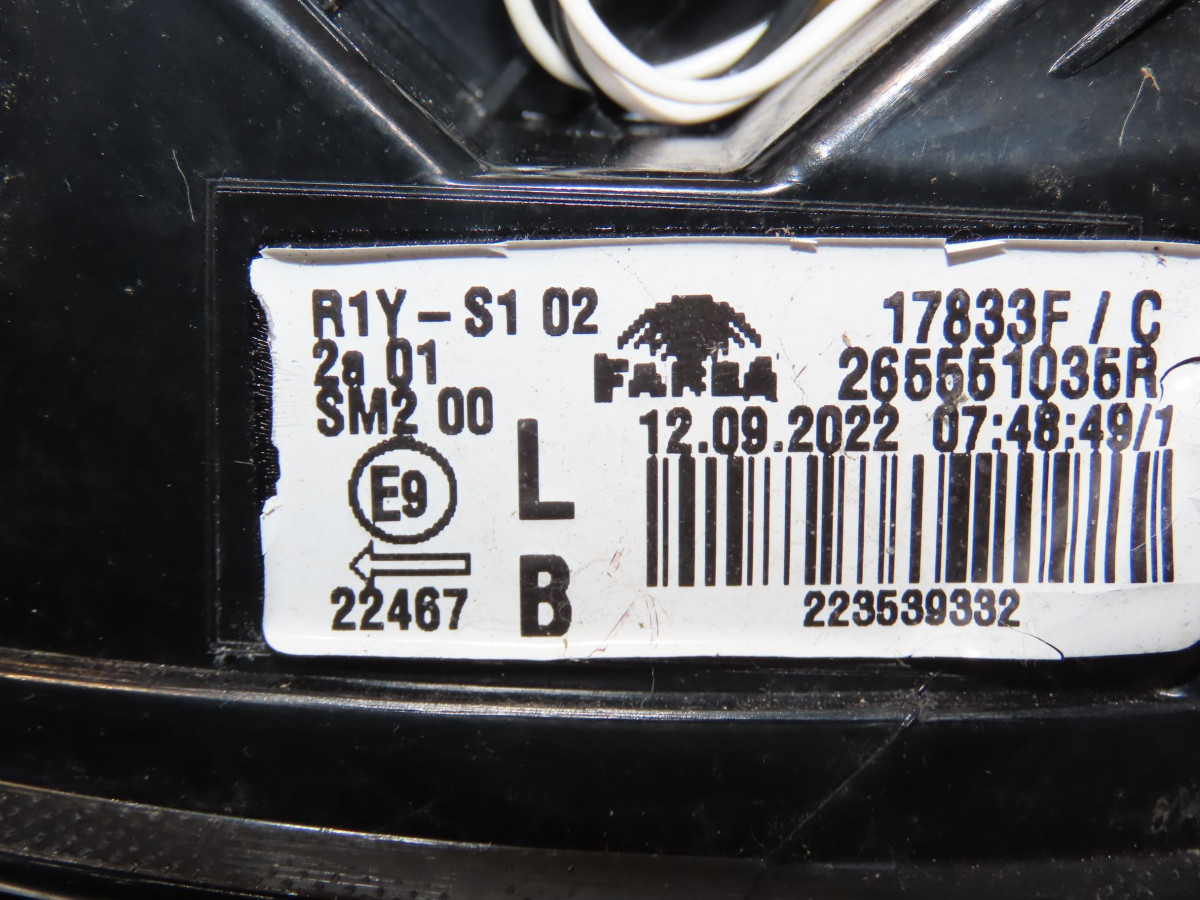 R1Y-S1 02
2a 01
SM2 00
E9
22467
L
B
FARBA
17833F / C
265551035R
12.09.2022 07:48:49/1
223539332